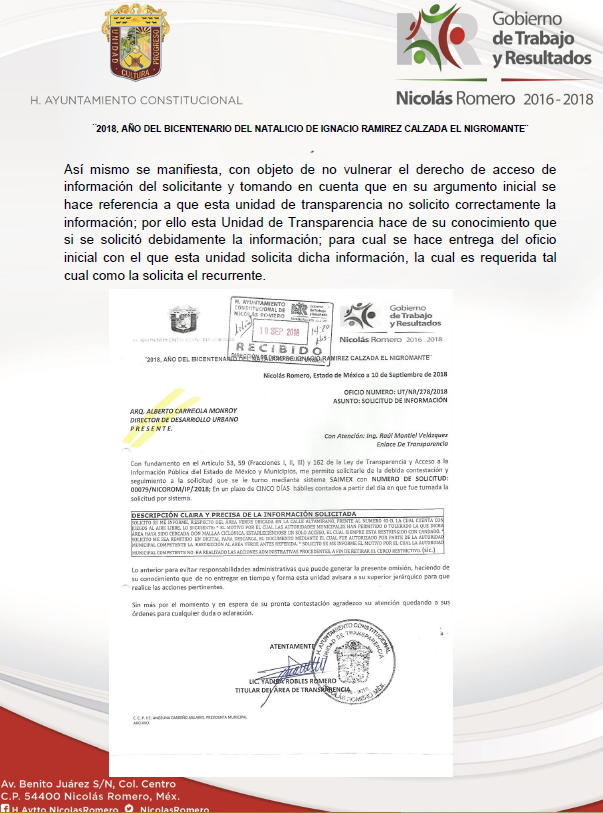 UNIDAD
PROGRESO
CULTURA
H. AYUNTAMIENTO CONSTITUCIONAL
NR
Gobierno
de Trabajo
y Resultados
Nicolás Romero 2016-2018
¨2018, AÑO DEL BICENTENARIO DEL NATALICIO DE IGNACIO RAMIREZ CALZADA EL NIGROMANTE¨
Así mismo se manifiesta, con objeto de no vulnerar el derecho de acceso de
información del solicitante y tomando en cuenta que en su argumento inicial se
hace referencia a que esta unidad de transparencia no solicito correctamente la
información; por ello esta Unidad de Transparencia hace de su conocimiento que
si se solicitó debidamente la información; para cual se hace entrega del oficio
inicial con el que esta unidad solicita dicha información, la cual es requerida tal
cual como la solicita el recurrente.
H. AYUNTAMIENTO
CONSTITUCIONAL DE
NICOLÁS ROMERO
10 SEP 2018
RECIBIDO
Gobierno
de Trabajo
y Resultados
Nicolás Romero 2016 2018
"2018, AÑO DEL BICENTENARIO DEL NATALICIO DE IGNACIO RAMIREZ CALZADA EL NIGROMANTE"
Nicolás Romero, Estado de México a 10 de Septiembre de 2018
OFICIO NUMERO: UT/NR/278/2018
ASUNTO: SOLICITUD DE INFORMACIÓN
ARQ. ALBERTO CARREOLA MONROY
DIRECTOR DE DESARROLLO URBANO
P R E S E N T E.
Con Atención: Ing. Raúl Montiel Velázquez
Enlace De Transparencia
Con fundamento en el Artículo 53, 59 (Fracciones I, II, III) y 162 de la Ley de Transparencia y Acceso a la
Información Pública del Estado de México y Municipios, me permito solicitarle de la debida contestación y
seguimiento a la solicitud que se le turno mediante sistema SAIMEX con NUMERO DE SOLICITUD:
00079/NICOROM/IP/2018; En un plazo de CINCO DÍAS hábiles contados a partir del día en que fue turnada la
solicitud por sistema.
DESCRIPCIÓN CLARA Y PRECISA DE LA INFORMACIÓN SOLICITADA
Lo anterior para evitar responsabilidades administrativas que puede generar la presente omisión, haciendo de
su conocimiento que de no entregar en tiempo y forma esta unidad avisara a su superior jerárquico para que
realice las acciones pertinentes.
Sin más por el momento y en espera de su pronta contestación agradezco su atención quedando a sus
órdenes para cualquier duda o aclaración.
ATENTAMENTE
LIC. YADIRA ROBLES ROMERO
TITULAR DEL ÁREA DE TRANSPARENCIA
H. AYUNTAMIENTO CONSTITUCIONAL
UNIDAD DE TRANSPARENCIA
ARCHIVO
Av. Benito Juárez S/N, Col. Centro
C.P. 54400 Nicolás Romero, Méx.
H.Aytto NicolasRomero NicolasRomero